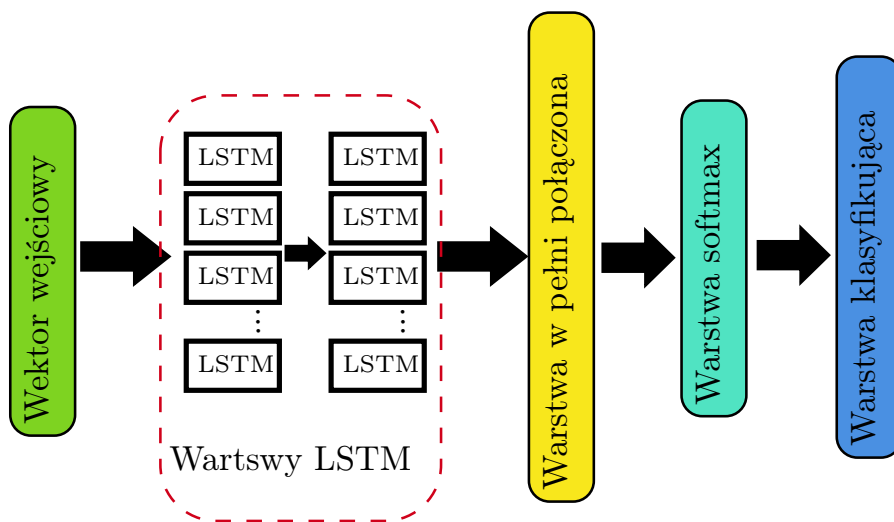 Wektor wejściowy
LSTM
LSTM
LSTM
⋮
LSTM
LSTM
LSTM
LSTM
⋮
LSTM
Wartswy LSTM
Warstwa w pełni połączona
Warstwa softmax
Warstwa klasyfikująca